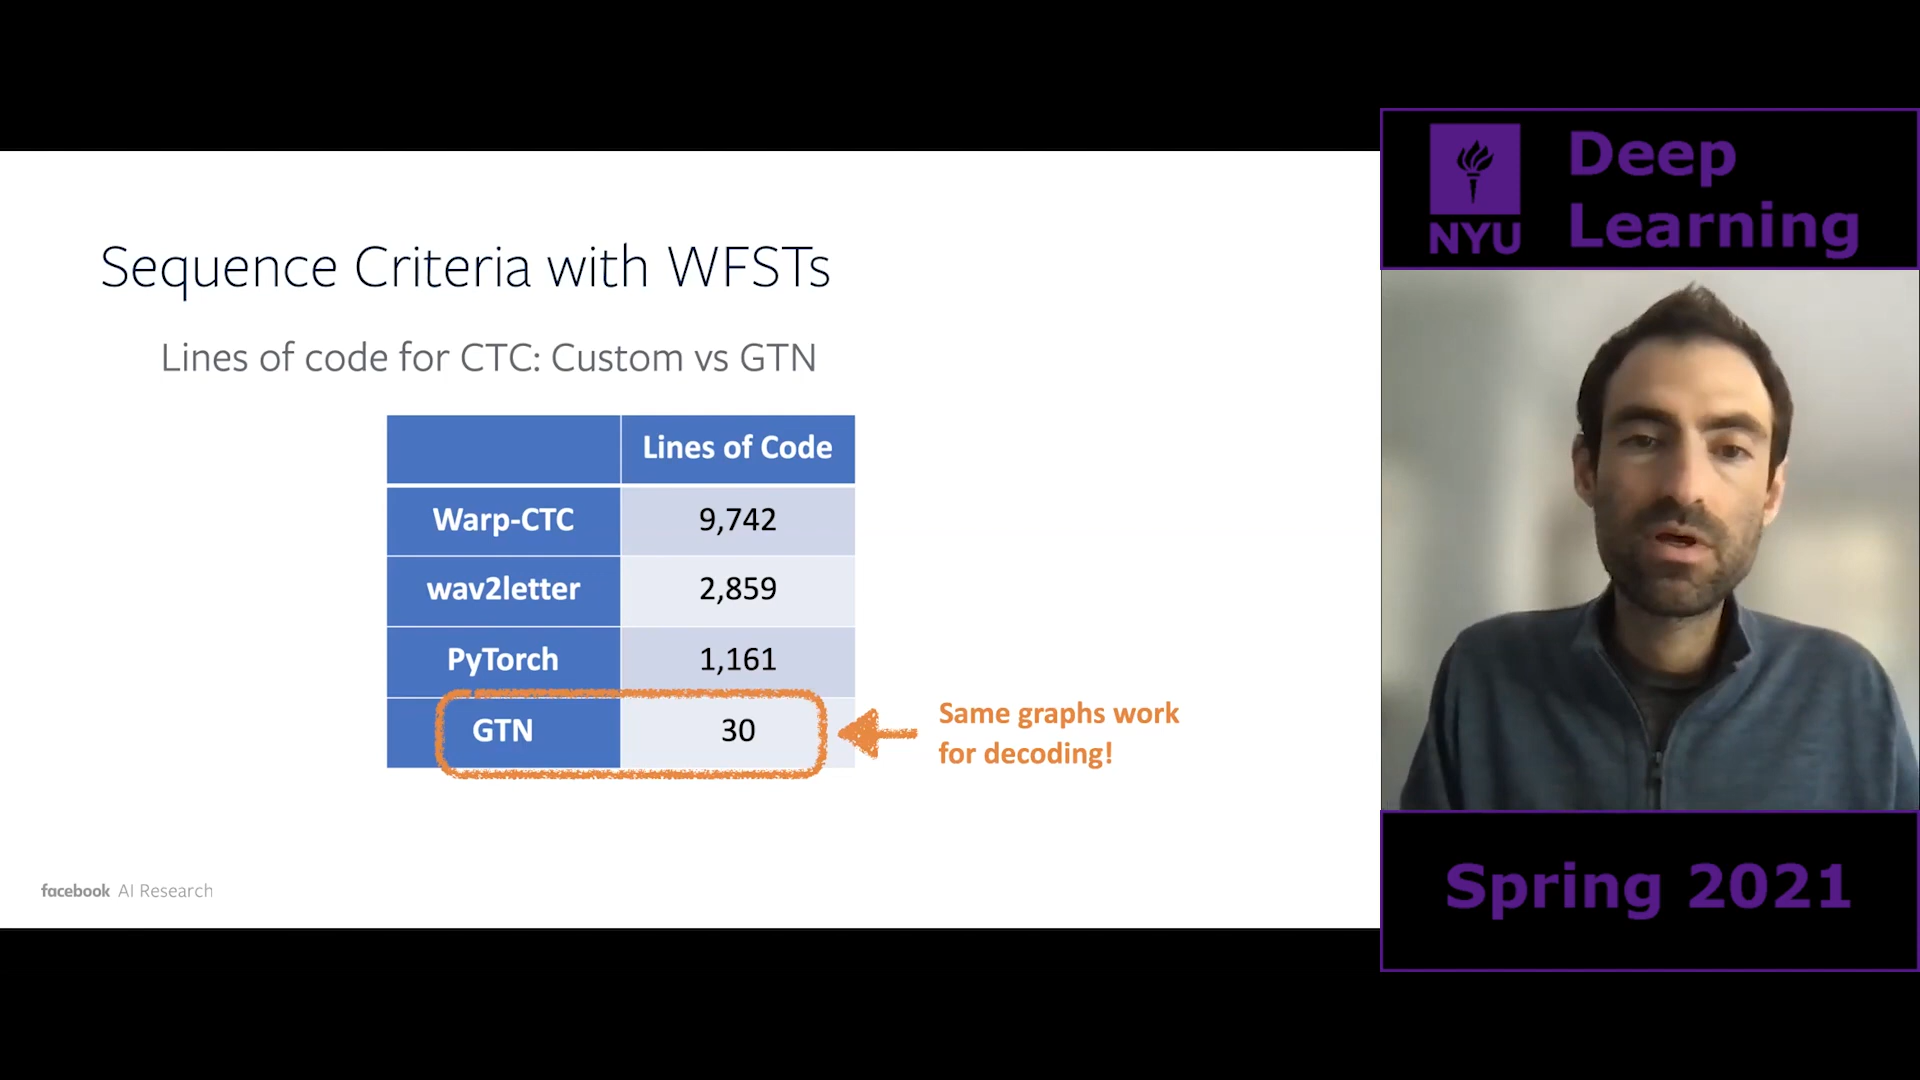 Sequence Criteria with WFSTs
Lines of code for CTC: Custom vs GTN
Lines of Code
Warp-CTC 9,742
wav2letter 2,859
PyTorch 1,161
GTN 30
Same graphs work
for decoding!
facebook AI Research
NYU
Deep
Learning
Spring 2021